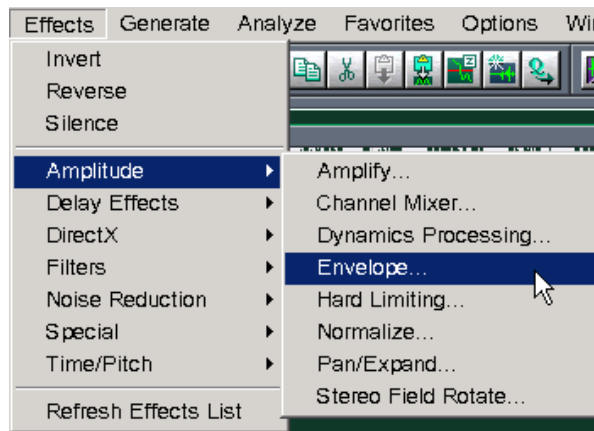 Effects Generate Analyze Favorites Options
Invert
Reverse
Silence
Amplitude
Delay Effects
DirectX
Filters
Noise Reduction
Special
Time/Pitch
Refresh Effects List
Amplify...
Channel Mixer...
Dynamics Processing...
Envelope...
Hard Limiting...
Normalize...
Pan/Expand...
Stereo Field Rotate...